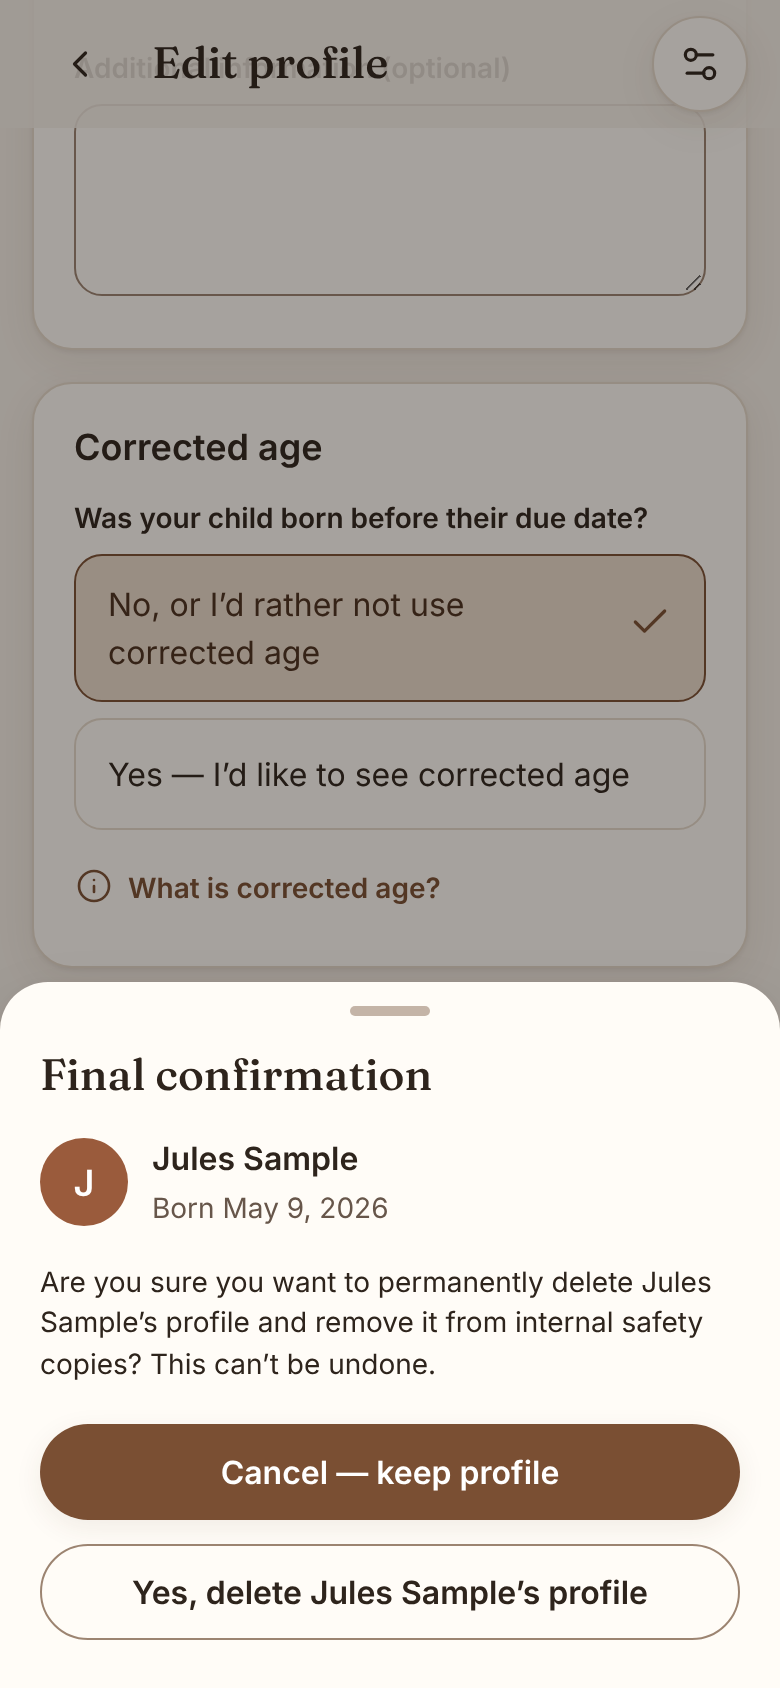 Edit profile
Additional information (optional)
Corrected age
Was your child born before their due date?
No, or I’d rather not use
corrected age
Yes — I’d like to see corrected age
What is corrected age?
Final confirmation
J
Jules Sample
Born May 9, 2026
Are you sure you want to permanently delete Jules
Sample’s profile and remove it from internal safety
copies? This can’t be undone.
Cancel — keep profile
Yes, delete Jules Sample’s profile